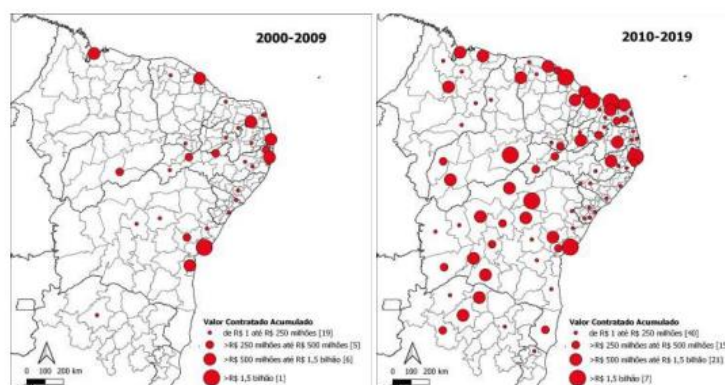 2000-2009
Valor Contratado Acumulado
de R$ 1 até R$ 250 milhões [19]
>R$ 250 milhões até R$ 500 milhões [5]
>R$ 500 milhões até R$ 1,5 bilhão [6]
>R$ 1,5 bilhão [1]
0 100 200 km
2010-2019
Valor Contratado Acumulado
de R$ 1 até R$ 250 milhões [40]
>R$ 250 milhões até R$ 500 milhões
>R$ 500 milhões até R$ 1,5 bilhão [21]
>R$ 1,5 bilhão [7]
0 100 200 km